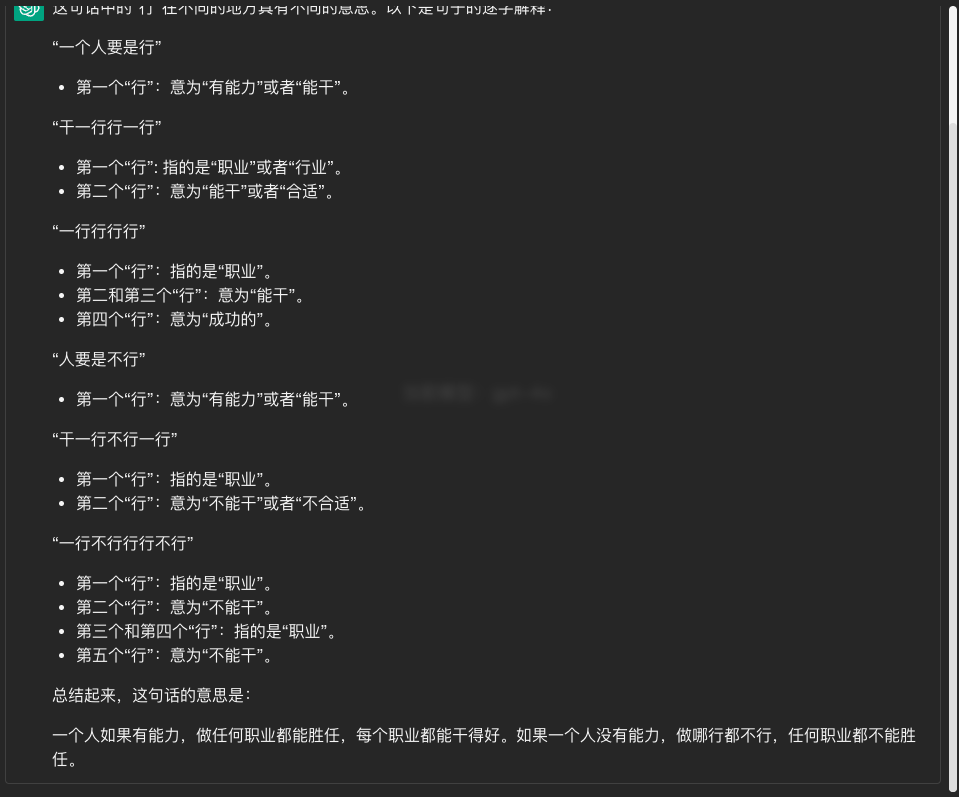 这句话中的“行”在不同的地方具有不同的意思。以下是句子的逐字解释：
“一个人要是行”
• 第一个“行”：意为“有能力”或者“能干”。
“干一行行一行”
• 第一个“行”: 指的是“职业”或者“行业”。
• 第二个“行”：意为“能干”或者“合适”。
“一行行行行”
• 第一个“行”：指的是“职业”。
• 第二和第三个“行”：意为“能干”。
• 第四个“行”：意为“成功的”。
“人要是不行”
• 第一个“行”：意为“有能力”或者“能干”。
“干一行不行一行”
• 第一个“行”：指的是“职业”。
• 第二个“行”：意为“不能干”或者“不合适”。
“一行不行行行不行”
• 第一个“行”：指的是“职业”。
• 第二个“行”：意为“不能干”。
• 第三个和第四个“行”：指的是“职业”。
• 第五个“行”：意为“不能干”。
总结起来，这句话的意思是：
一个人如果有能力，做任何职业都能胜任，每个职业都能干得好。如果一个人没有能力，做哪行都不行，任何职业都不能胜
任。